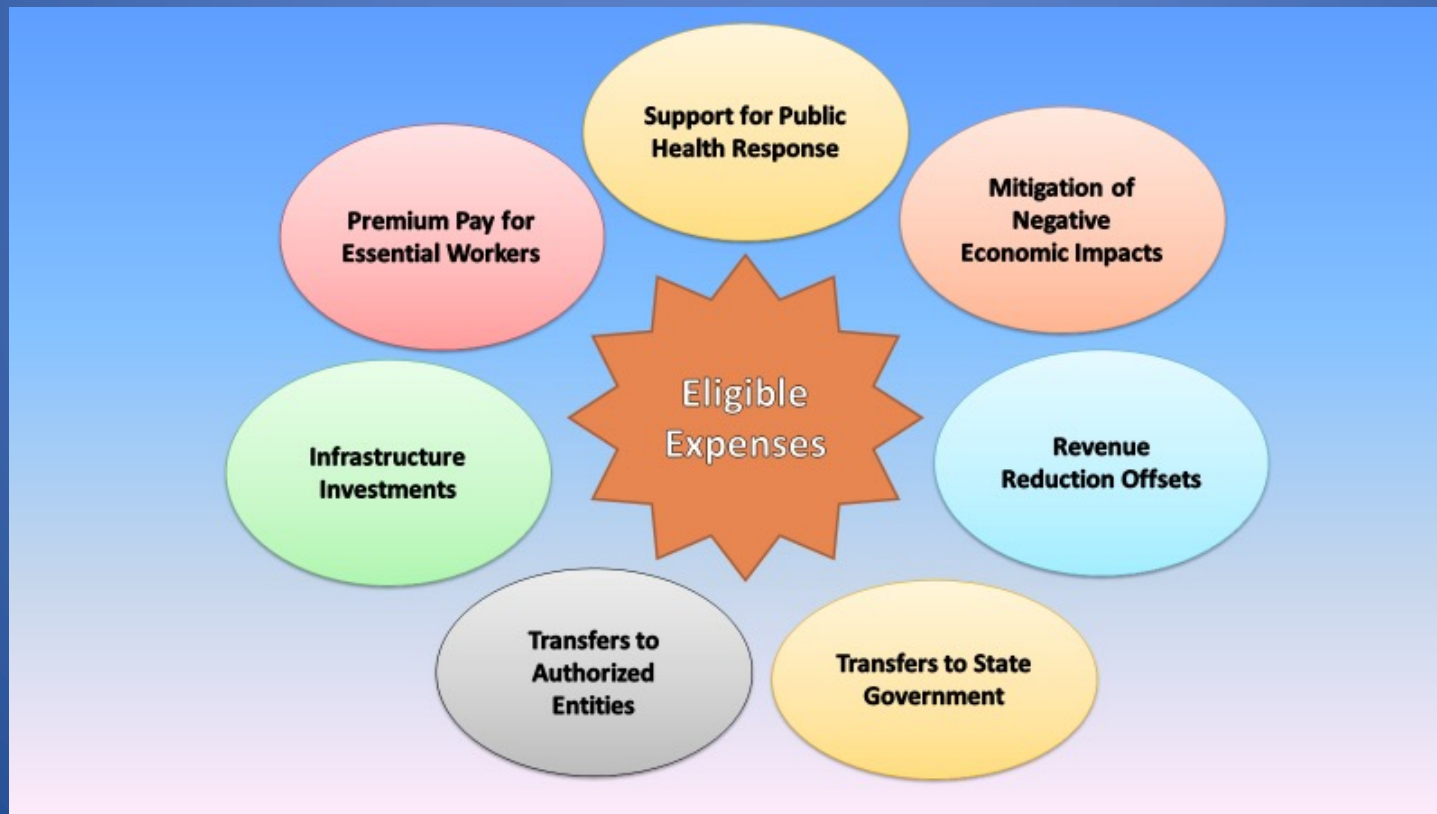 Support for Public
Health Response
Mitigation of
Negative
Economic Impacts
Premium Pay for
Essential Workers
Eligible
Expenses
Revenue
Reduction Offsets
Infrastructure
Investments
Transfers to
Authorized
Entities
Transfers to State
Government